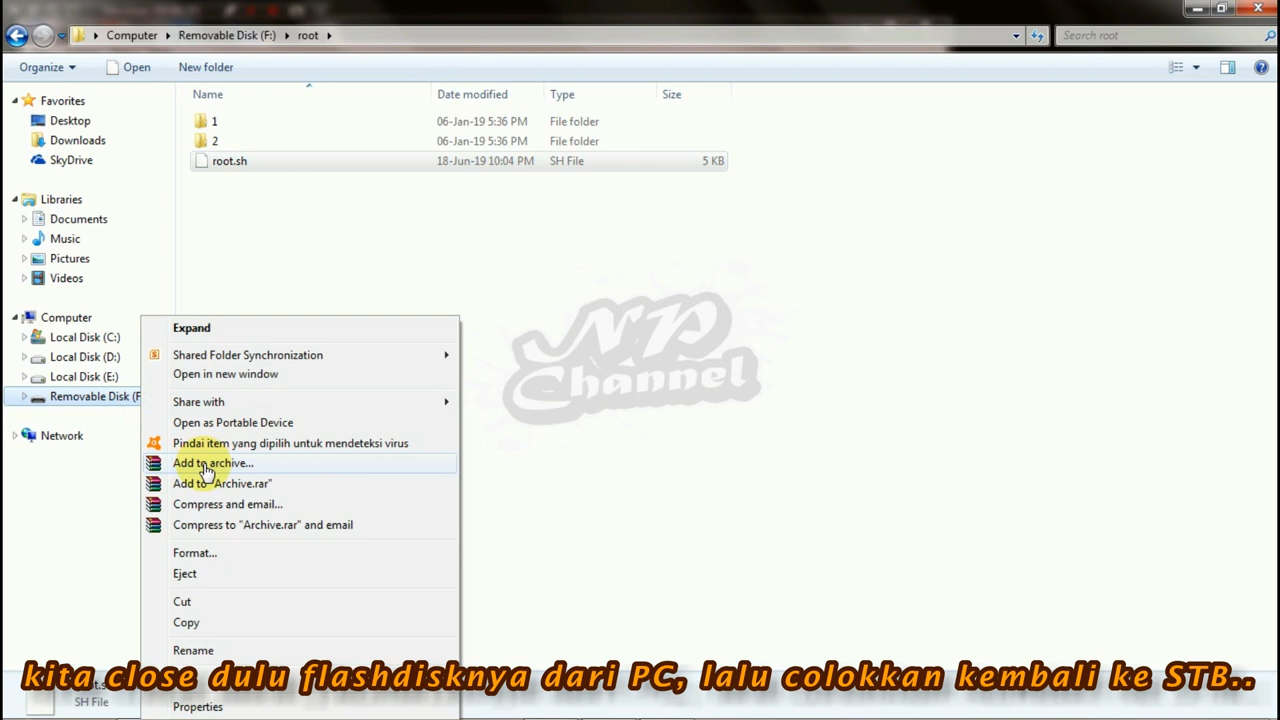 Computer
Removable Disk (F:)
root
Search root
Organize
Open
New folder
Name
Date modified
Type
Size
1
06-Jan-19 5:36 PM
File folder
2
06-Jan-19 5:36 PM
File folder
root.sh
18-Jun-19 10:04 PM
SH File
5 KB
Favorites
Desktop
Downloads
SkyDrive
Libraries
Documents
Music
Pictures
Videos
Computer
Local Disk (C:)
Local Disk (D:)
Local Disk (E:)
Removable Disk (F
Network
Expand
Shared Folder Synchronization
Open in new window
Share with
Open as Portable Device
Pindai item yang dipilih untuk mendeteksi virus
Add to archive...
Add to "Archive.rar"
Compress and email...
Compress to "Archive.rar" and email
Format...
Eject
Cut
Copy
Rename
Properties
NP
Channel
kita close dulu flashdisknya dari PC, lalu colokkan kembali ke STB..
SH File